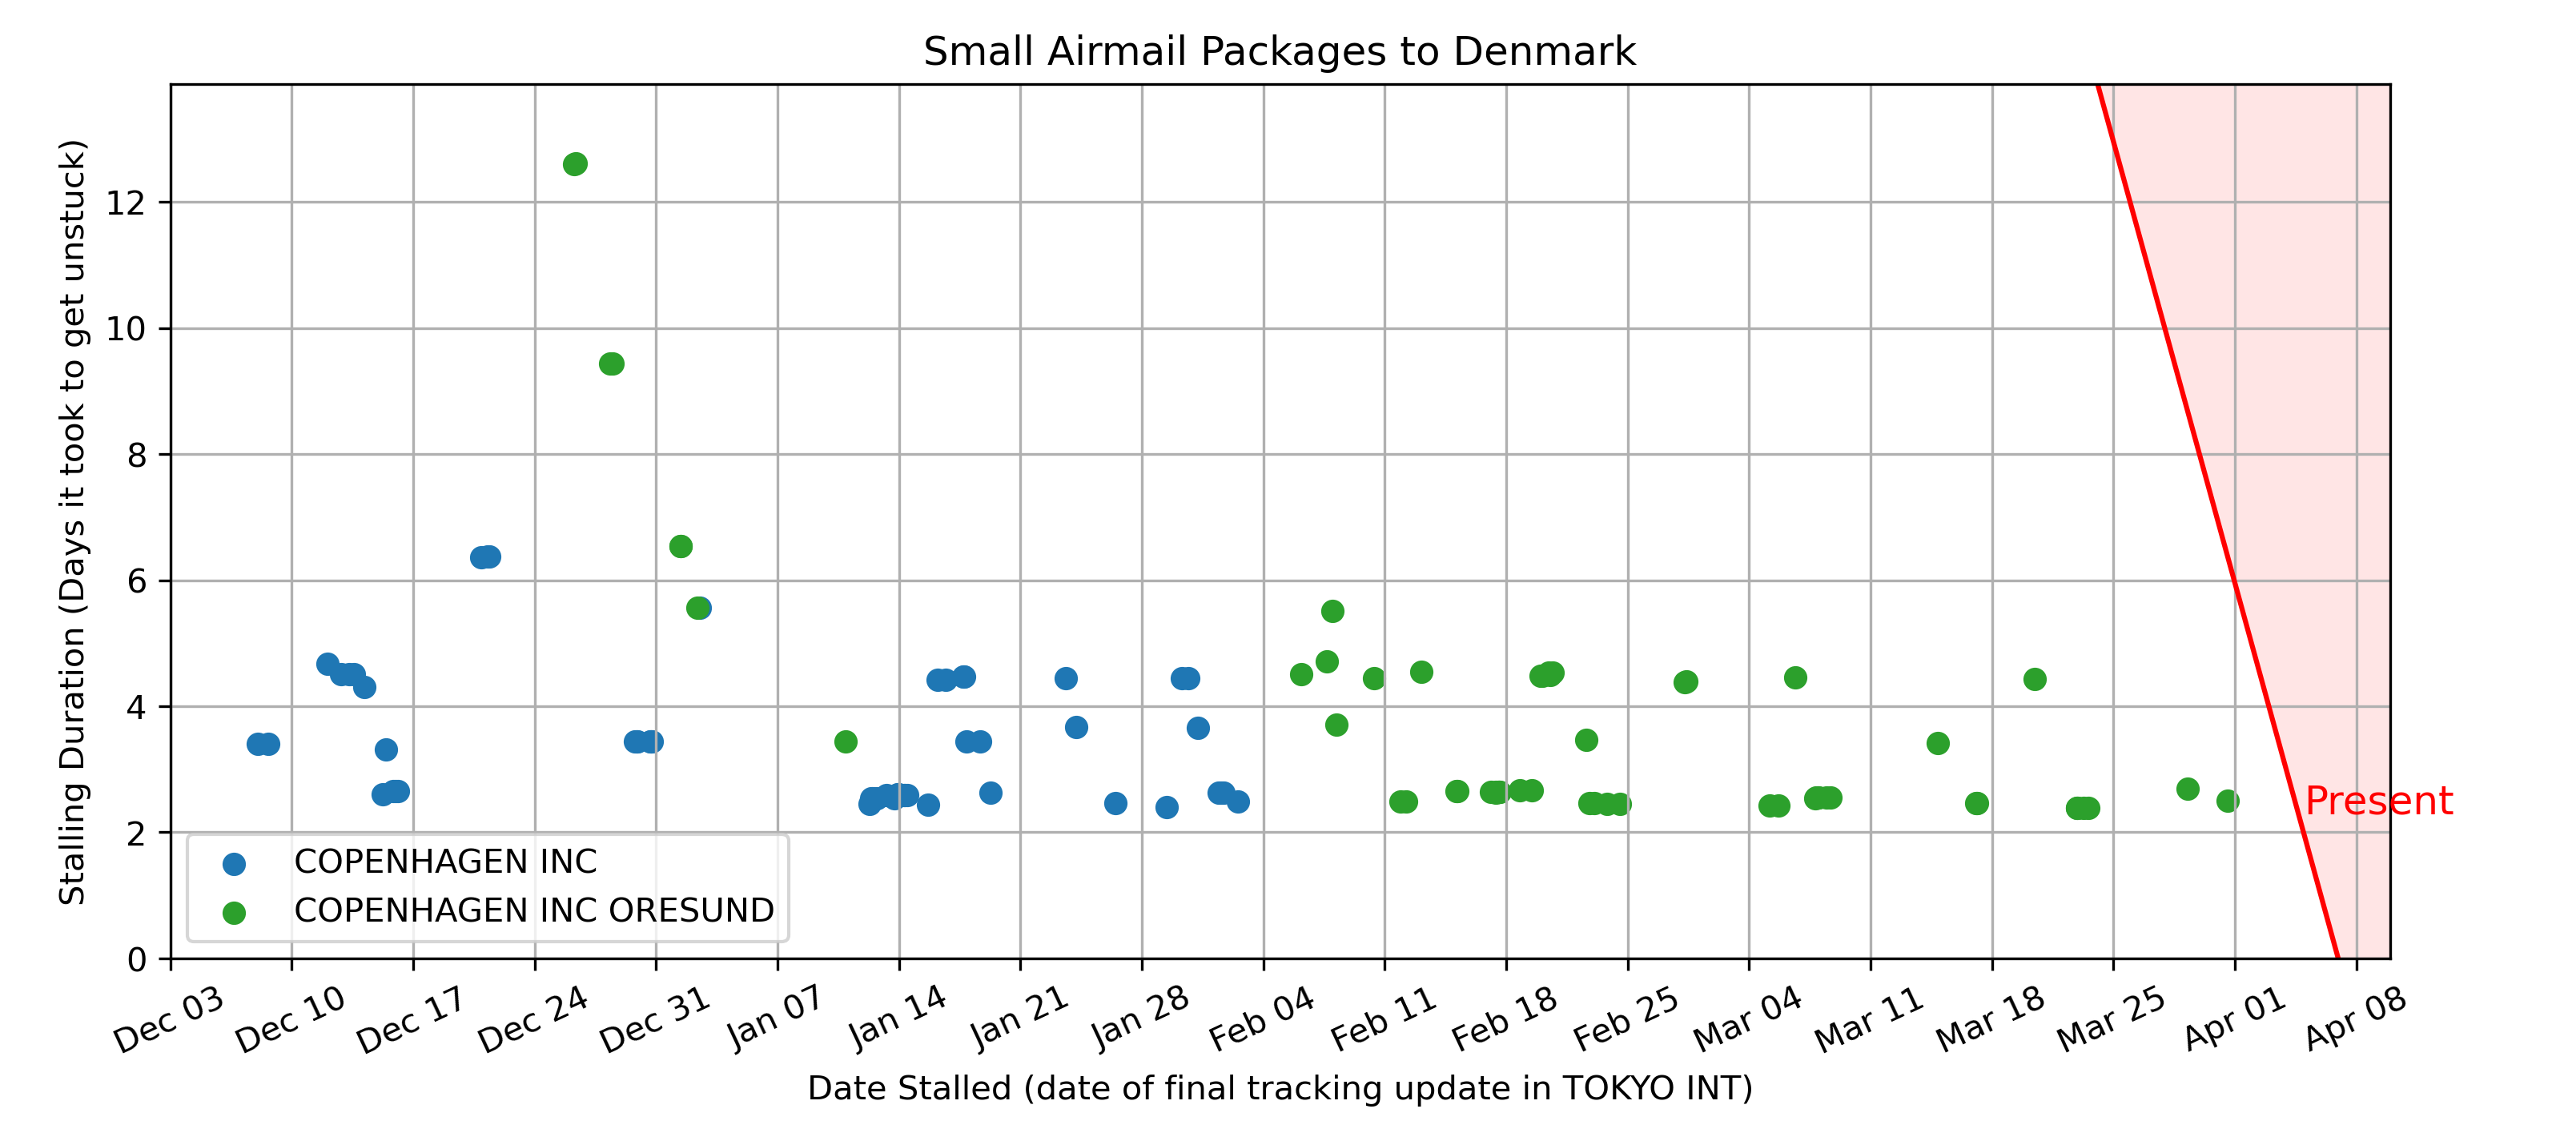 Small Airmail Packages to Denmark
Stalling Duration (Days it took to get unstuck)
12
10
8
6
4
2
0
Present
COPENHAGEN INC
COPENHAGEN INC ORESUND
Dec 03
Dec 10
Dec 17
Dec 24
Dec 31
Jan 07
Jan 14
Jan 21
Jan 28
Feb 04
Feb 11
Feb 18
Feb 25
Mar 04
Mar 11
Mar 18
Mar 25
Apr 01
Apr 08
Date Stalled (date of final tracking update in TOKYO INT)